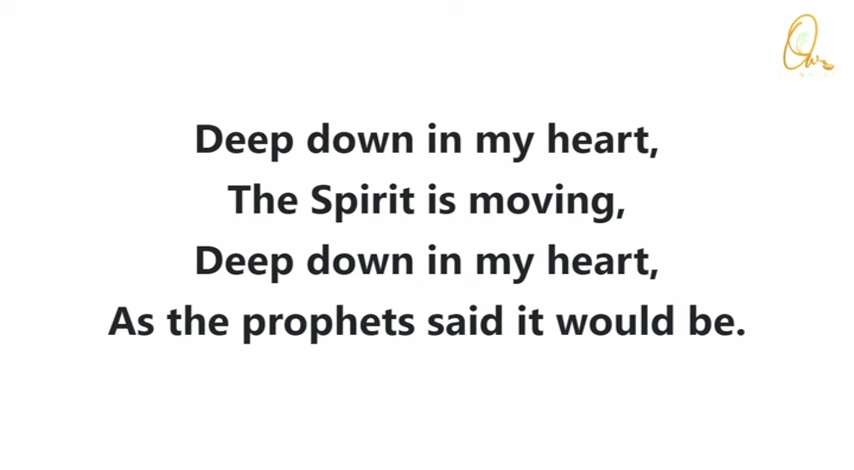 Deep down in my heart,
The Spirit is moving,
Deep down in my heart,
As the prophets said it would be.